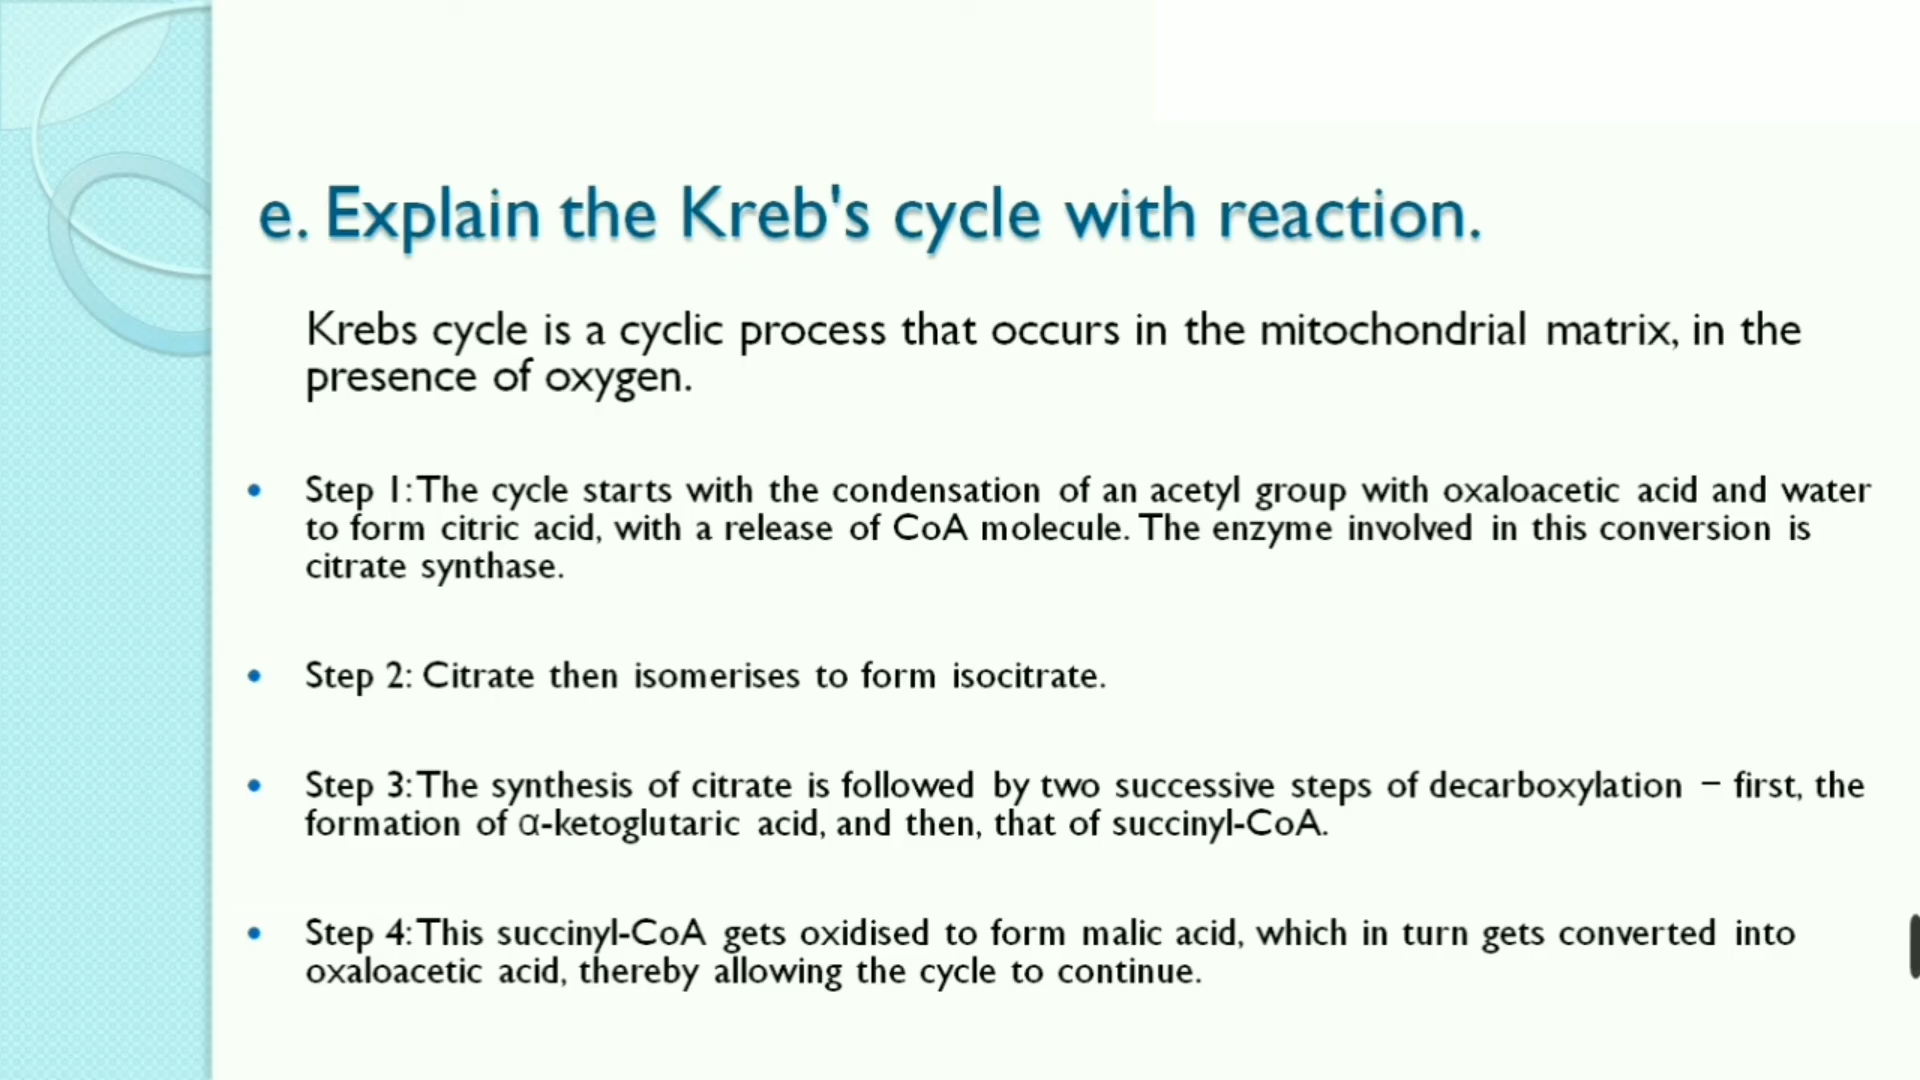 e. Explain the Kreb's cycle with reaction.
Krebs cycle is a cyclic process that occurs in the mitochondrial matrix, in the
presence of oxygen.
• Step 1: The cycle starts with the condensation of an acetyl group with oxaloacetic acid and water
to form citric acid, with a release of CoA molecule. The enzyme involved in this conversion is
citrate synthase.
• Step 2: Citrate then isomerises to form isocitrate.
• Step 3: The synthesis of citrate is followed by two successive steps of decarboxylation – first, the
formation of α-ketoglutaric acid, and then, that of succinyl-CoA.
• Step 4: This succinyl-CoA gets oxidised to form malic acid, which in turn gets converted into
oxaloacetic acid, thereby allowing the cycle to continue.